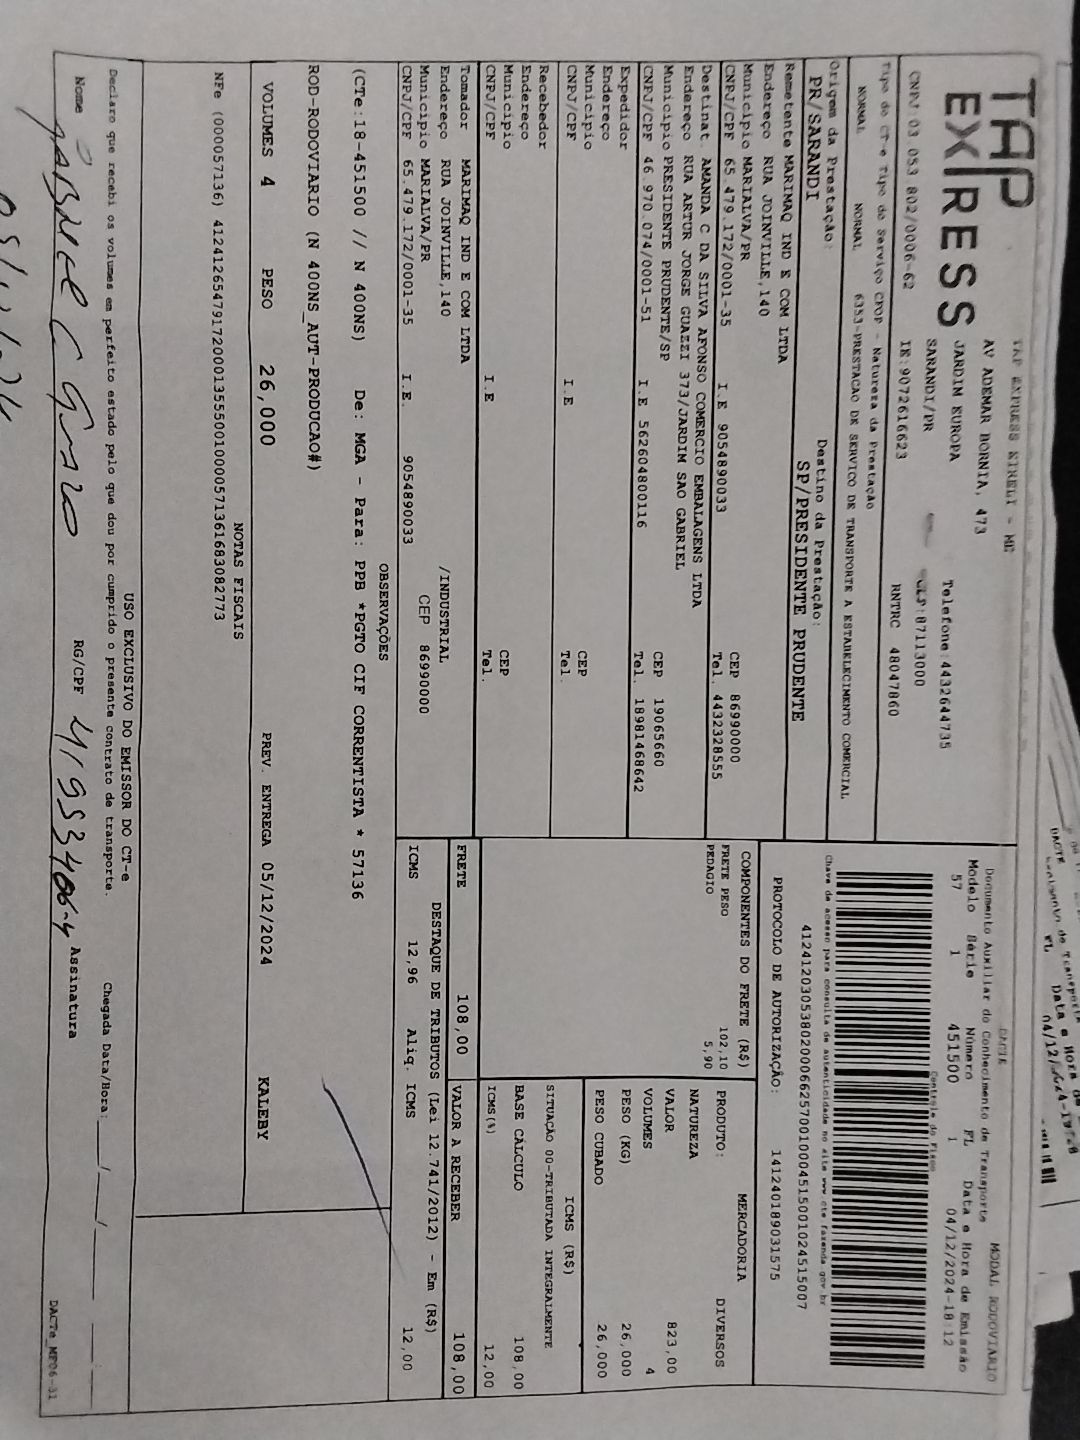 TAP
EXPRESS
TAP EXPRESS EIRELI - ME
AV ADEMAR BORNIA, 473
JARDIM EUROPA
SARANDI/PR
Telefone:4432644735
CEP:87113000
CNPJ 03 053 802/0006-62
IE:9072616623
RNTRC 48047860
Tipo do CT-e Tipo do Serviço CFOP - Natureza da Prestação
NORMAL NORMAL 6353-PRESTACAO DE SERVICO DE TRANSPORTE A ESTABELECIMENTO COMERCIAL
Origem da Prestação: Destino da Prestação:
PR/SARANDI SP/PRESIDENTE PRUDENTE
DACTE MODAL RODOVIARIO
Documento Auxiliar do Conhecimento de Transporte
Modelo Série Número FL Data e Hora de Emissão
57 1 451500 1 04/12/2024-18:12
Controle do Fisco
Chave de acesso para consulta de autenticidade no site www.cte.fazenda.gov.br
41241203053802000662570010004515001024515007
PROTOCOLO DE AUTORIZAÇÃO: 141240189031575
Remetente MARIMAQ IND E COM LTDA
Endereço RUA JOINVILLE,140
Município MARIALVA/PR CEP 86990000
CNPJ/CPF 65.479.172/0001-35 I.E 9054890033 Tel. 4432328555
Destinat. AMANDA C DA SILVA AFONSO COMERCIO EMBALAGENS LTDA
Endereço RUA ARTUR JORGE GUAZZI 373/JARDIM SAO GABRIEL
Município PRESIDENTE PRUDENTE/SP CEP 19065660
CNPJ/CPF 46.970.074/0001-51 I.E 562604800116 Tel. 18981468642
Expedidor
Endereço
Município CEP
CNPJ/CPF I.E Tel.
Recebedor
Endereço
Município CEP
CNPJ/CPF I.E Tel.
Tomador MARIMAQ IND E COM LTDA
Endereço RUA JOINVILLE,140 /INDUSTRIAL
Município MARIALVA/PR CEP 86990000
CNPJ/CPF 65.479.172/0001-35 I.E. 9054890033
COMPONENTES DO FRETE (R$)
FRETE PESO 102,10
PEDAGIO 5,90
MERCADORIA
PRODUTO: DIVERSOS
NATUREZA
VALOR 823,00
VOLUMES 4
PESO (KG) 26,000
PESO CUBADO 26,000
ICMS (R$)
SITUAÇÃO 00-TRIBUTADA INTEGRALMENTE
BASE CÁLCULO 108,00
ICMS(%) 12,00
FRETE 108,00 VALOR A RECEBER 108,00
DESTAQUE DE TRIBUTOS (Lei 12.741/2012) - Em (R$)
ICMS 12,96 Aliq. ICMS 12,00
OBSERVAÇÕES
(CTe:18-451500 // N 400NS) De: MGA - Para: PPB *PGTO CIF CORRENTISTA * 57136
ROD-RODOVIARIO (N 400NS_AUT-PRODUCAO#)
VOLUMES 4 PESO 26,000 PREV. ENTREGA 05/12/2024 KALEBY
NOTAS FISCAIS
NFe (000057136) 41241265479172000135550010000571361683082773
USO EXCLUSIVO DO EMISSOR DO CT-e
Declaro que recebi os volumes em perfeito estado pelo que dou por cumprido o presente contrato de transporte. Chegada Data/Hora: / /
Nome RG/CPF Assinatura
DACTe_MF06-31
DACTE
Data e Hora de